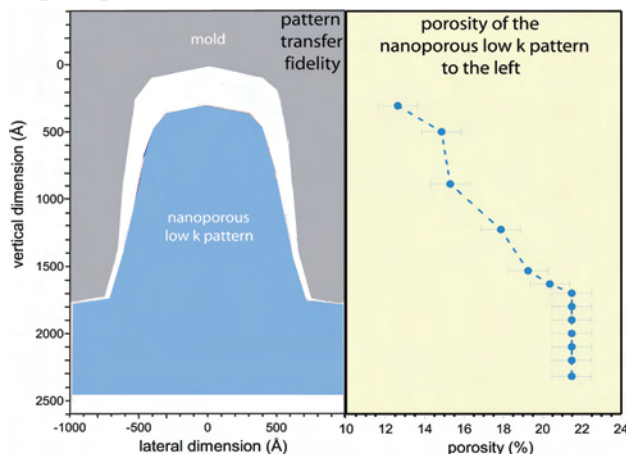 mold
pattern
transfer
fidelity
nanoporous
low k pattern
vertical dimension (Å)
0
500
1000
1500
2000
2500
-1000
-500
0
500
lateral dimension (Å)
porosity of the
nanoporous low k pattern
to the left
10
12
14
16
18
20
22
24
porosity (%)